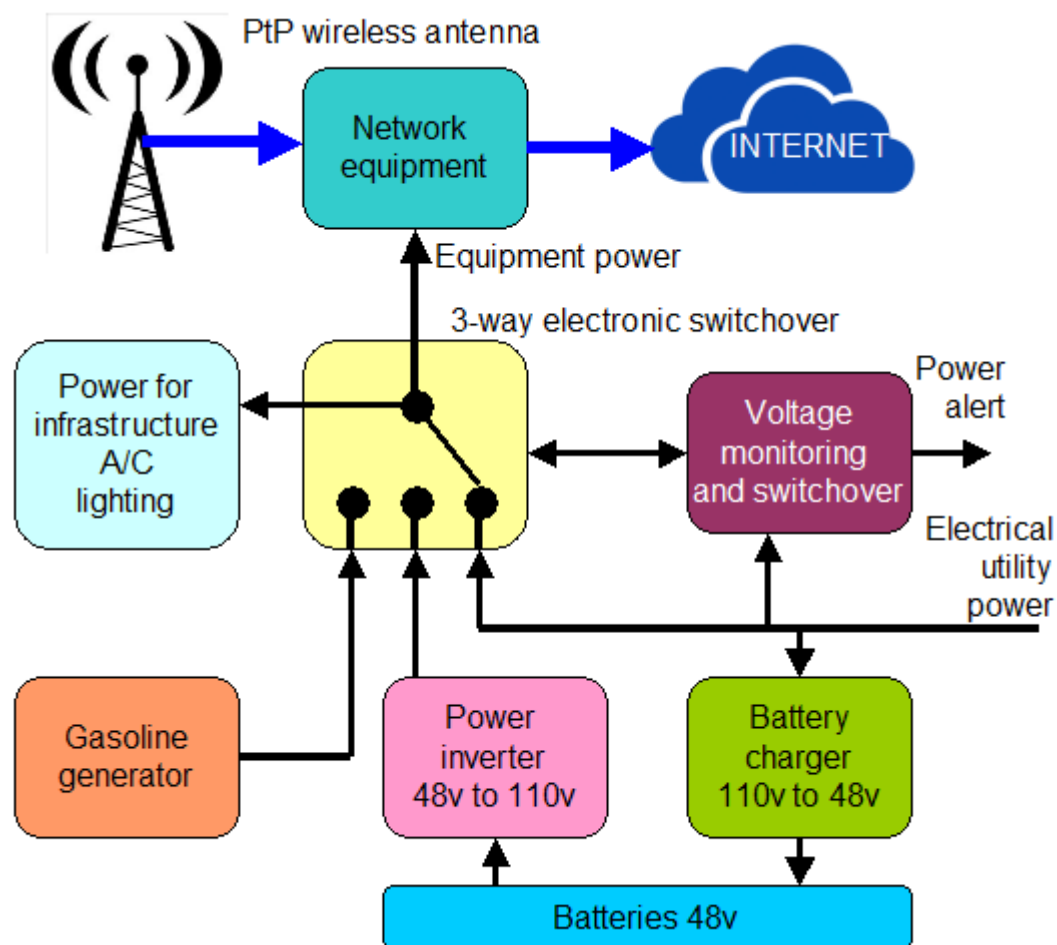 PtP wireless antenna
Network
equipment
INTERNET
Equipment power
3-way electronic switchover
Power for
infrastructure
A/C
lighting
Voltage
monitoring
and switchover
Power
alert
Electrical
utility
power
Gasoline
generator
Power
inverter
48v to 110v
Battery
charger
110v to 48v
Batteries 48v